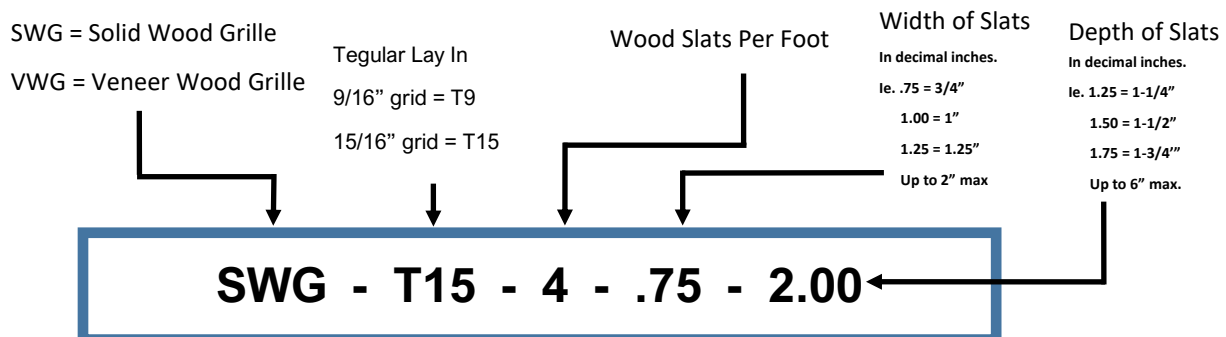 SWG = Solid Wood Grille
VWG = Veneer Wood Grille
Tegular Lay In
9/16” grid = T9
15/16” grid = T15
Wood Slats Per Foot
Width of Slats
In decimal inches.
Ie. .75 = 3/4”
1.00 = 1”
1.25 = 1.25”
Up to 2” max
Depth of Slats
In decimal inches.
Ie. 1.25 = 1-1/4”
1.50 = 1-1/2”
1.75 = 1-3/4’”
Up to 6” max.
SWG - T15 - 4 - .75 - 2.00